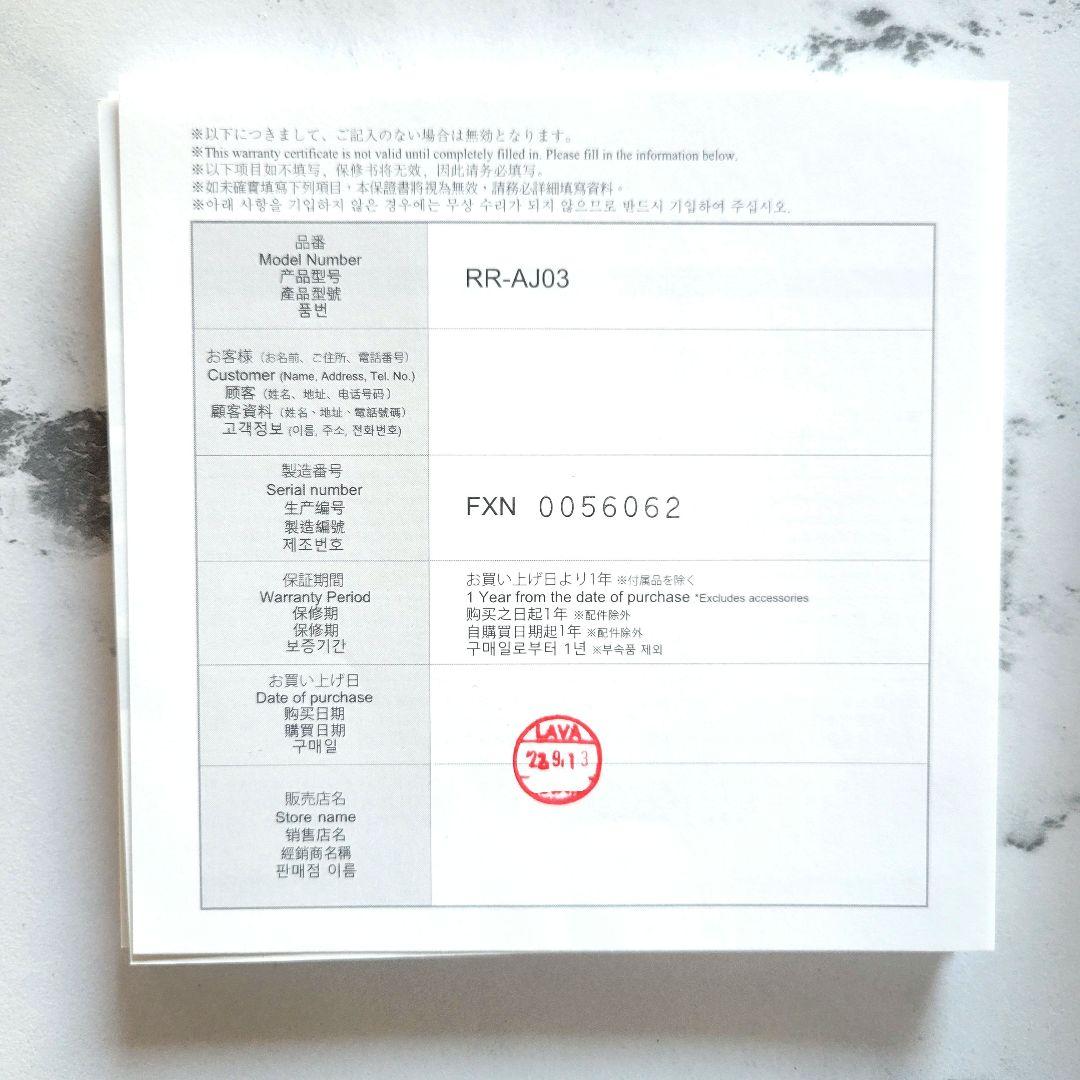 ※以下につきまして、ご記入のない場合は無効となります。
※This warranty certificate is not valid until completely filled in. Please fill in the information below.
※以下项目如不填写，保修书将无效，因此请务必填写。
※如未確實填寫下列項目，本保證書將視為無效，請務必詳細填寫資料。
※아래 사항을 기입하지 않은 경우에는 무상 수리가 되지 않으므로 반드시 기입하여 주십시오.
品番
Model Number
产品型号
產品型號
품번
RR-AJ03
お客様（お名前、ご住所、電話番号）
Customer (Name, Address, Tel. No.)
顾客（姓名、地址、电话号码）
顧客資料（姓名、地址、電話號碼）
고객정보 (이름, 주소, 전화번호)
製造番号
Serial number
生产编号
製造編號
제조번호
FXN 0056062
保証期間
Warranty Period
保修期
保修期
보증기간
お買い上げ日より1年 ※付属品を除く
1 Year from the date of purchase *Excludes accessories
购买之日起1年 ※配件除外
自購買日期起1年 ※配件除外
구매일로부터 1년 ※부속품 제외
お買い上げ日
Date of purchase
购买日期
購買日期
구매일
LAVA
9.13
販売店名
Store name
销售店名
經銷商名稱
판매점 이름